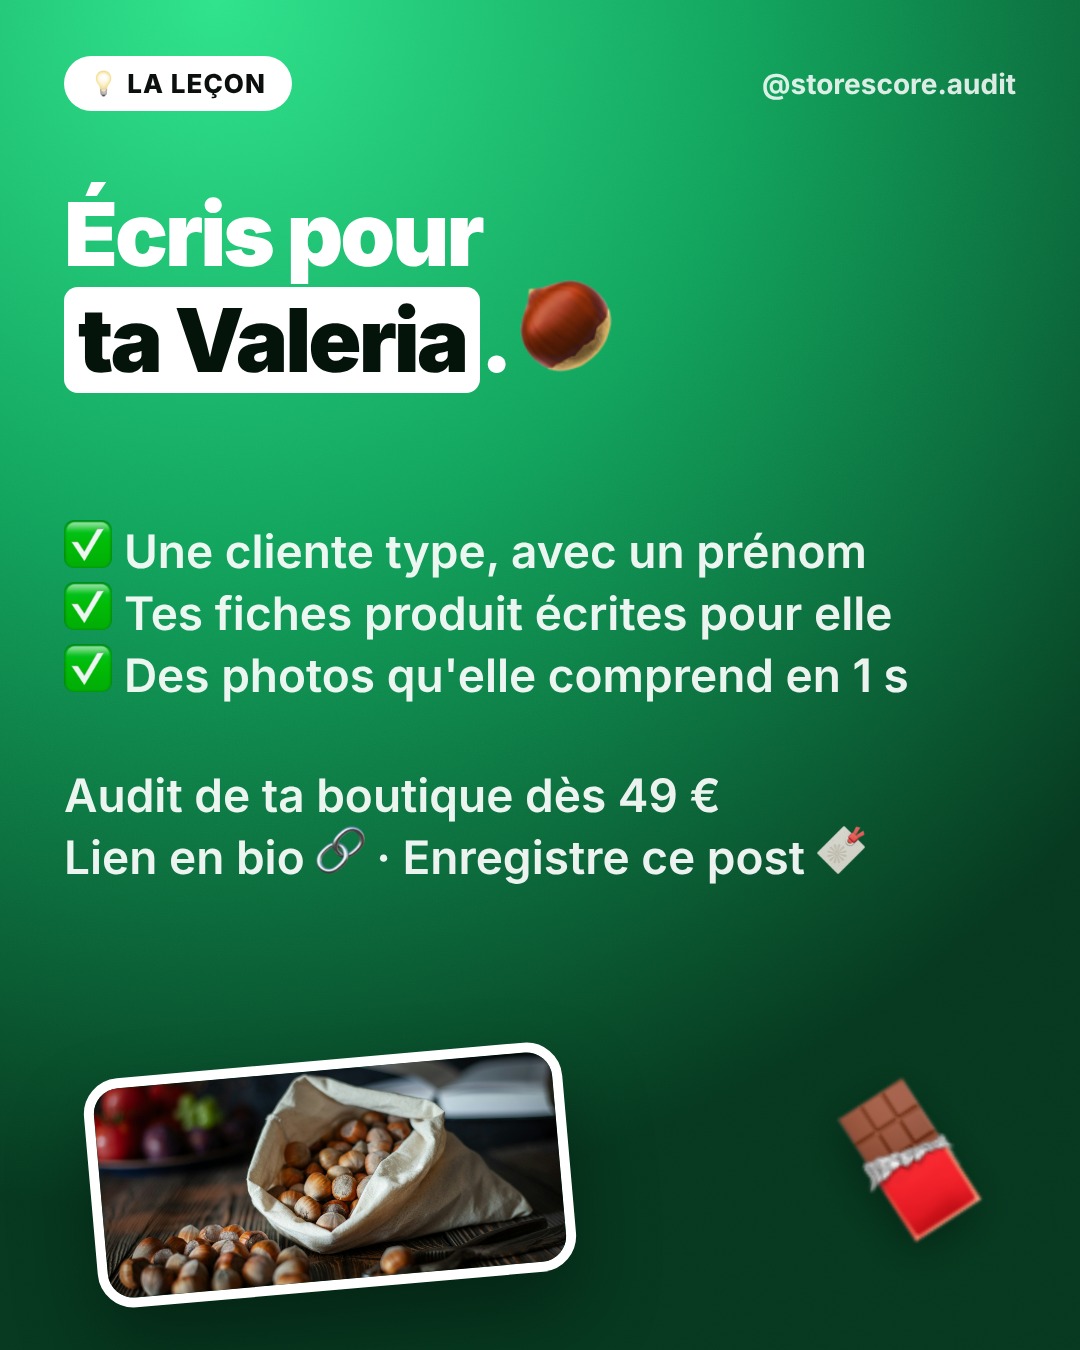 💡 LA LEÇON
@storescore.audit
Écris pour
ta Valeria. 🌰
✅ Une cliente type, avec un prénom
✅ Tes fiches produit écrites pour elle
✅ Des photos qu'elle comprend en 1 s
Audit de ta boutique dès 49 €
Lien en bio 🔗 · Enregistre ce post 🔖